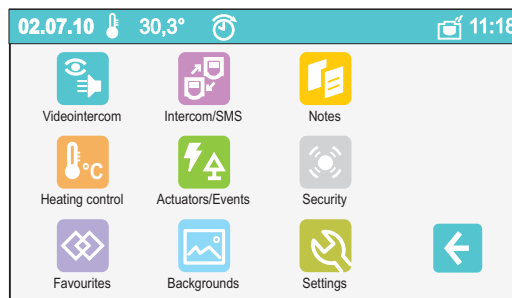 02.07.10 30,3° 11:18
Videointercom Intercom/SMS Notes
°C
Heating control Actuators/Events Security
Favourites Backgrounds Settings